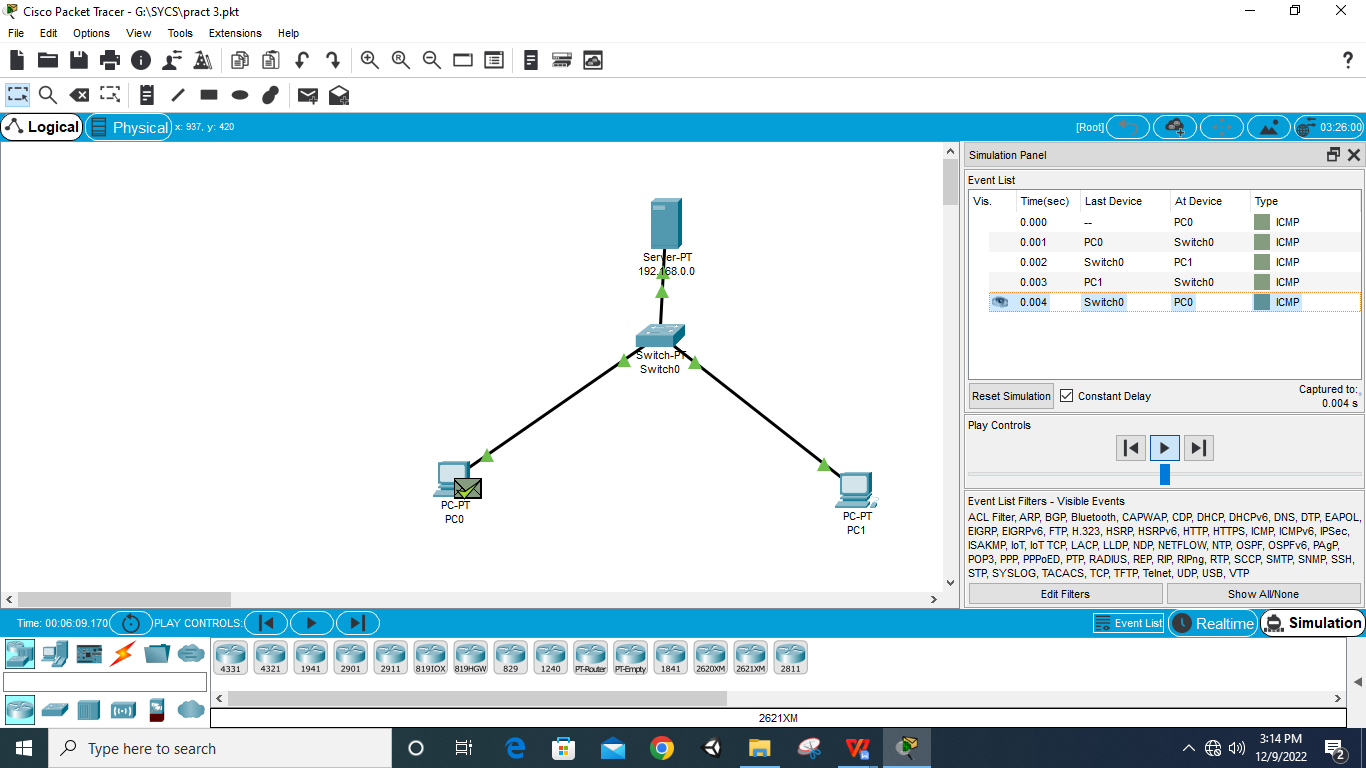 Cisco Packet Tracer - G:\SYCS\pract 3.pkt
File Edit Options View Tools Extensions Help
Logical Physical x: 937, y: 420 [Root] 03:26:00
Simulation Panel
Event List
Vis. Time(sec) Last Device At Device Type
0.000 -- PC0 ICMP
0.001 PC0 Switch0 ICMP
0.002 Switch0 PC1 ICMP
0.003 PC1 Switch0 ICMP
0.004 Switch0 PC0 ICMP
Reset Simulation Constant Delay Captured to:
0.004 s
Play Controls
Event List Filters - Visible Events
ACL Filter, ARP, BGP, Bluetooth, CAPWAP, CDP, DHCP, DHCPv6, DNS, DTP, EAPOL,
EIGRP, EIGRPv6, FTP, H.323, HSRP, HSRPv6, HTTP, HTTPS, ICMP, ICMPv6, IPSec,
ISAKMP, IoT, IoT TCP, LACP, LLDP, NDP, NETFLOW, NTP, OSPF, OSPFv6, PAgP,
POP3, PPP, PPPoED, PTP, RADIUS, REP, RIP, RIPng, RTP, SCCP, SMTP, SNMP, SSH,
STP, SYSLOG, TACACS, TCP, TFTP, Telnet, UDP, USB, VTP
Edit Filters Show All/None
Server-PT
192.168.0.0
Switch-PT
Switch0
PC-PT
PC0
PC-PT
PC1
Time: 00:06:09.170 PLAY CONTROLS: Event List Realtime Simulation
4331 4321 1941 2901 2911 819IOX 819HGW 829 1240 PT-Router PT-Empty 1841 2620XM 2621XM 2811
2621XM
Type here to search
3:14 PM
12/9/2022
2